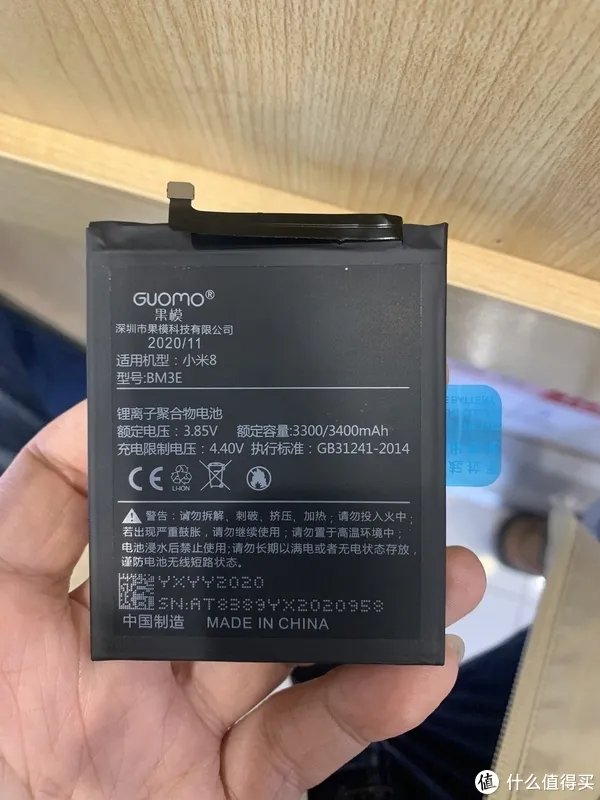 GUOMO®
果模
深圳市果模科技有限公司
2020/11
适用机型：小米8
型号：BM3E
锂离子聚合物电池
额定电压：3.85V 额定容量:3300/3400mAh
充电限制电压：4.40V 执行标准：GB31241-2014
CE LI-ION
警告：请勿拆解、刺破、挤压、加热；请勿投入火中；
若出现严重鼓胀，请勿继续使用；请勿置于高温环境中；
电池浸水后禁止使用；请勿长期以满电或者无电状态存放，
谨防电池无线短路状态。
YXYY2020
SN:AT8B89YX2020958
中国制造 MADE IN CHINA
BATTERY
值 什么值得买